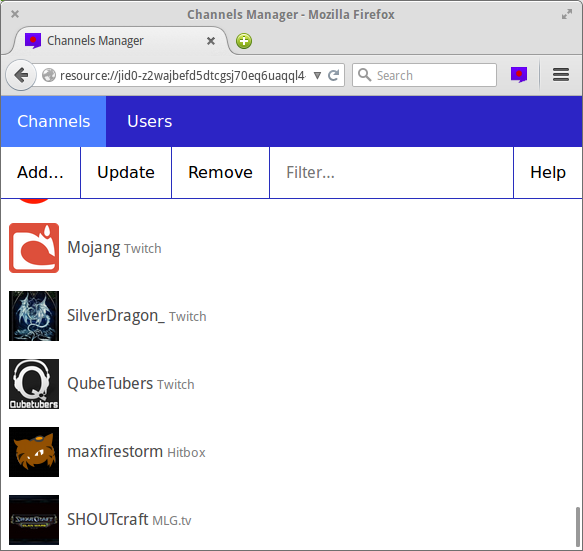 Channels Manager - Mozilla Firefox
Channels Manager
resource://jid0-z2wajbefd5dtcgsj70eq6uaqql4
Search
Channels
Users
Add...
Update
Remove
Filter...
Help
Mojang Twitch
SilverDragon_ Twitch
QubeTubers Twitch
Qubetubers
maxfirestorm Hitbox
SHOUTcraft MLG.tv